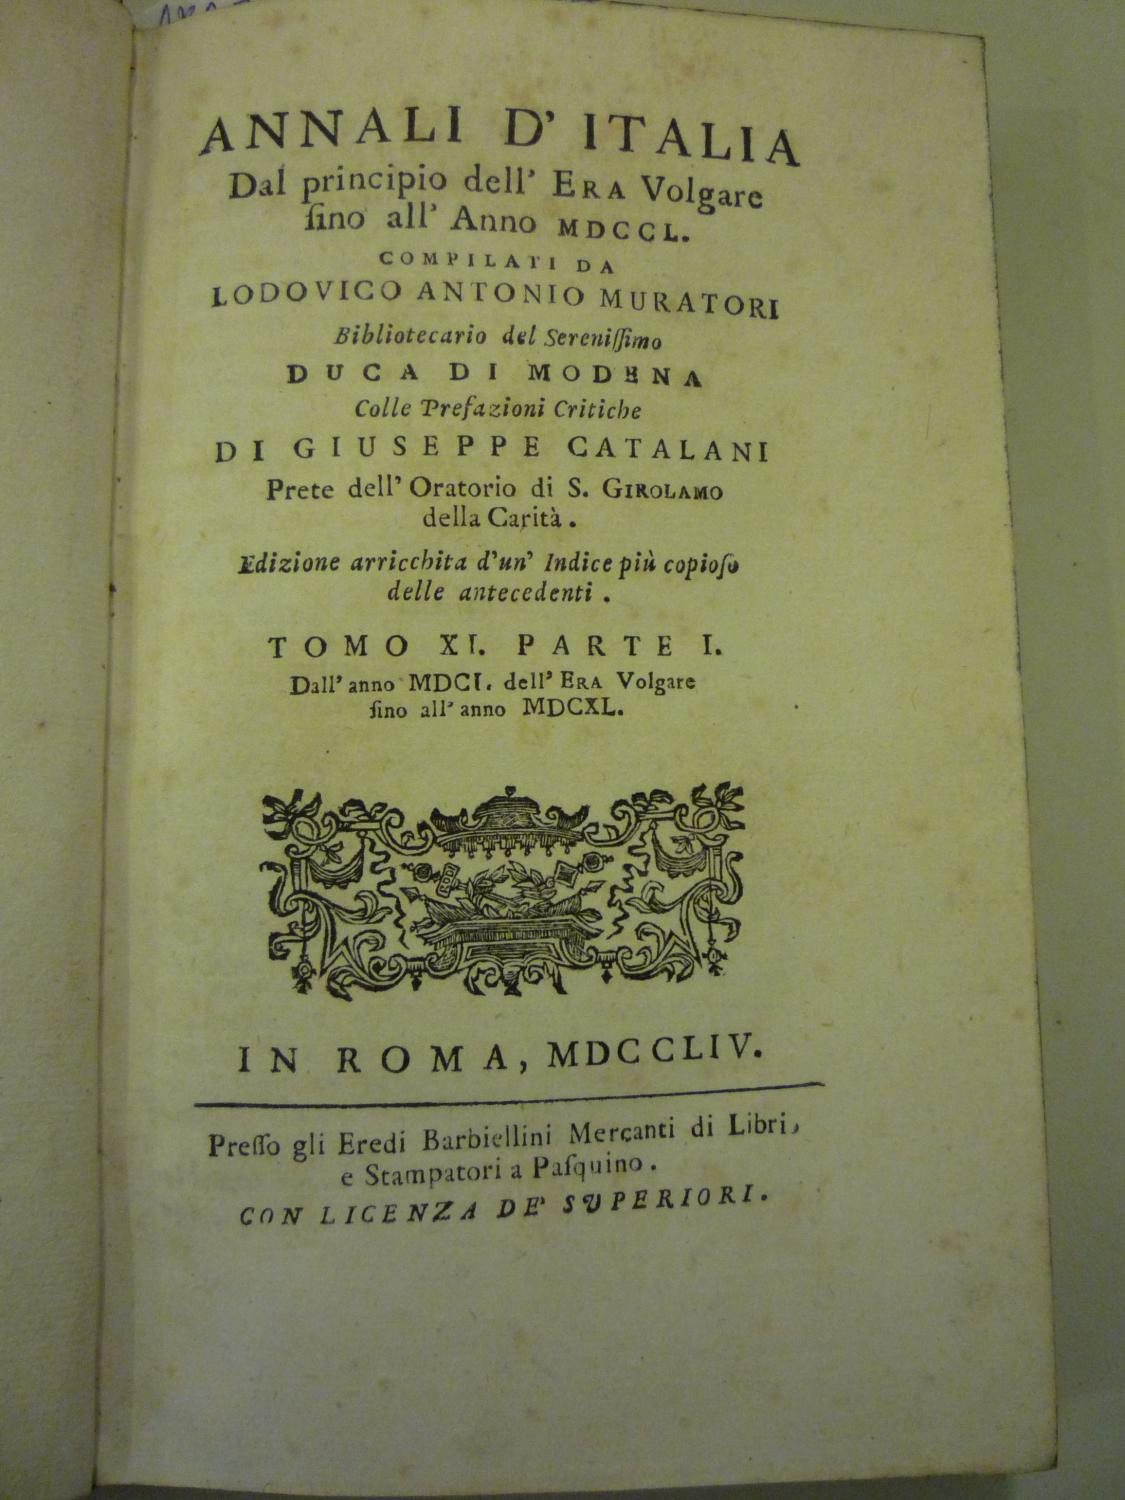 ANNALI D' ITALIA
Dal principio dell' ERA Volgare
ſino all' Anno MDCCL.
COMPILATI DA
LODOVICO ANTONIO MURATORI
Bibliotecario del Sereniſſimo
DUCA DI MODENA
Colle Prefazioni Critiche
DI GIUSEPPE CATALANI
Prete dell' Oratorio di S. GIROLAMO
della Carità.
Edizione arricchita d'un' Indice più copioſo
delle antecedenti.
TOMO XI. PARTE I.
Dall' anno MDCI. dell' ERA Volgare
ſino all' anno MDCXL.
IN ROMA, MDCCLIV.
Preſſo gli Eredi Barbiellini Mercanti di Libri,
e Stampatori a Paſquino.
CON LICENZA DE' SUPERIORI.